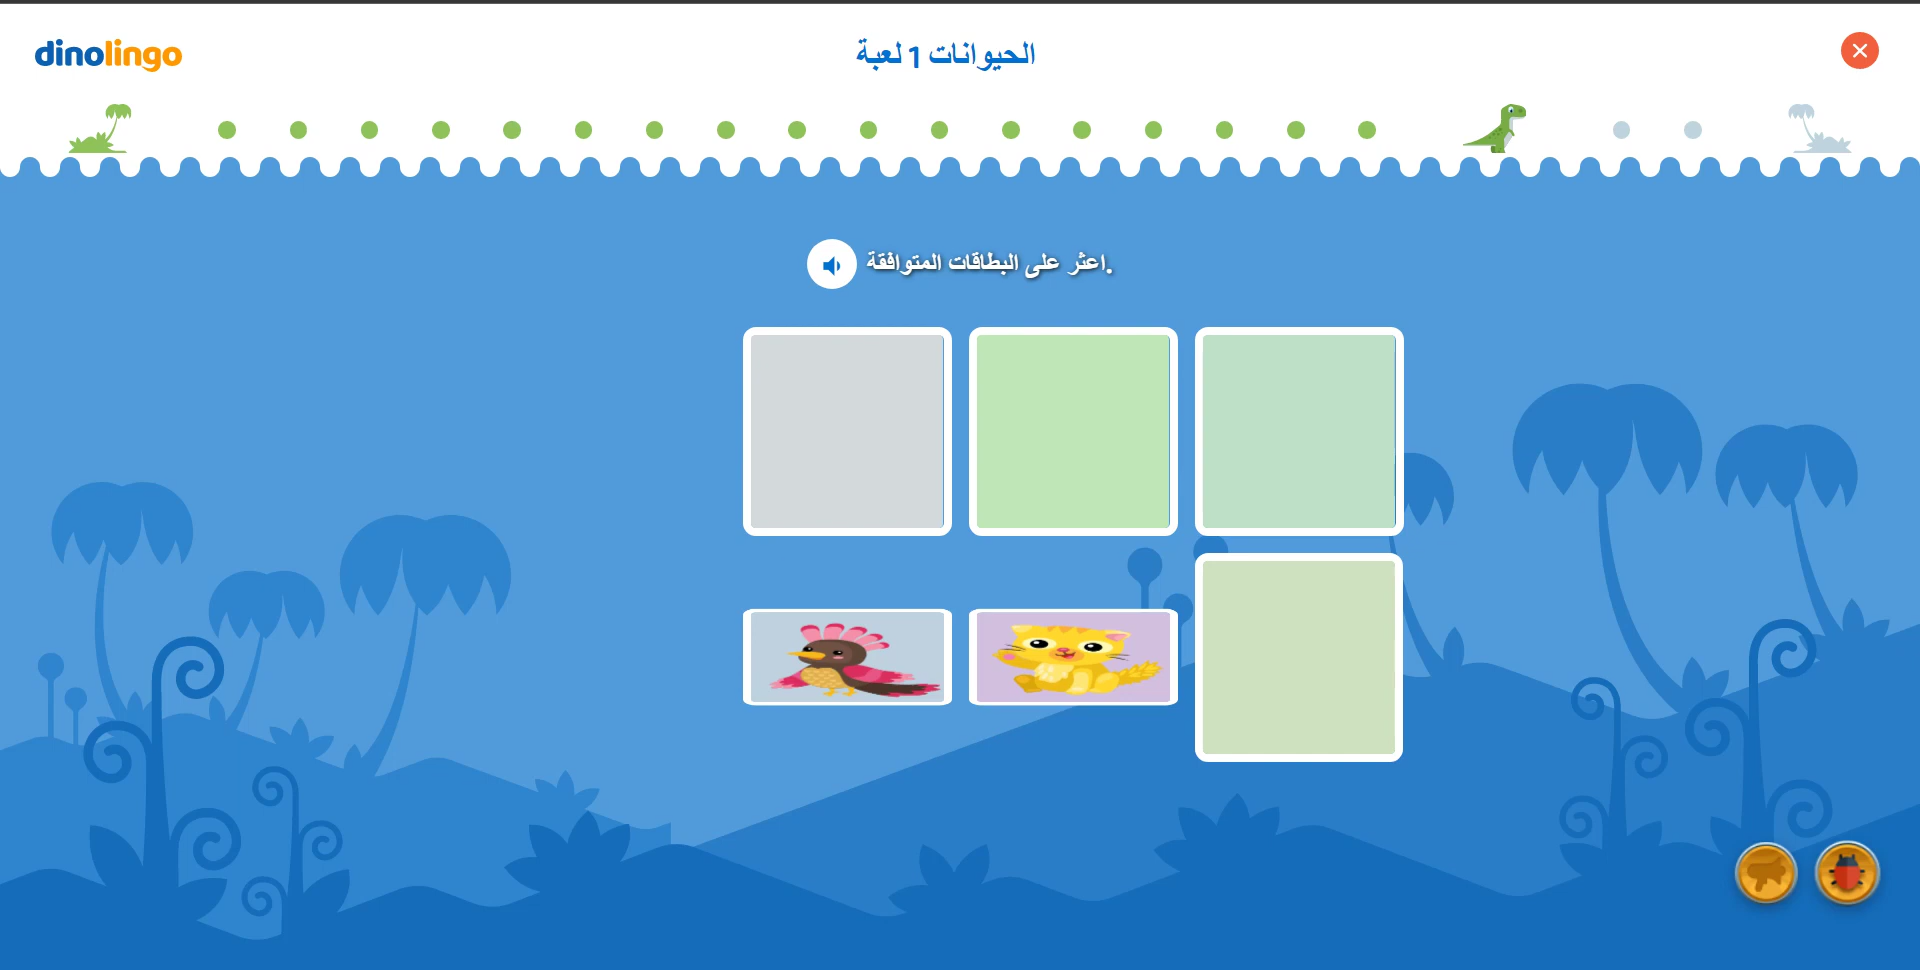 dinolingo
الحيوانات 1 لعبة
اعثر على البطاقات المتوافقة.